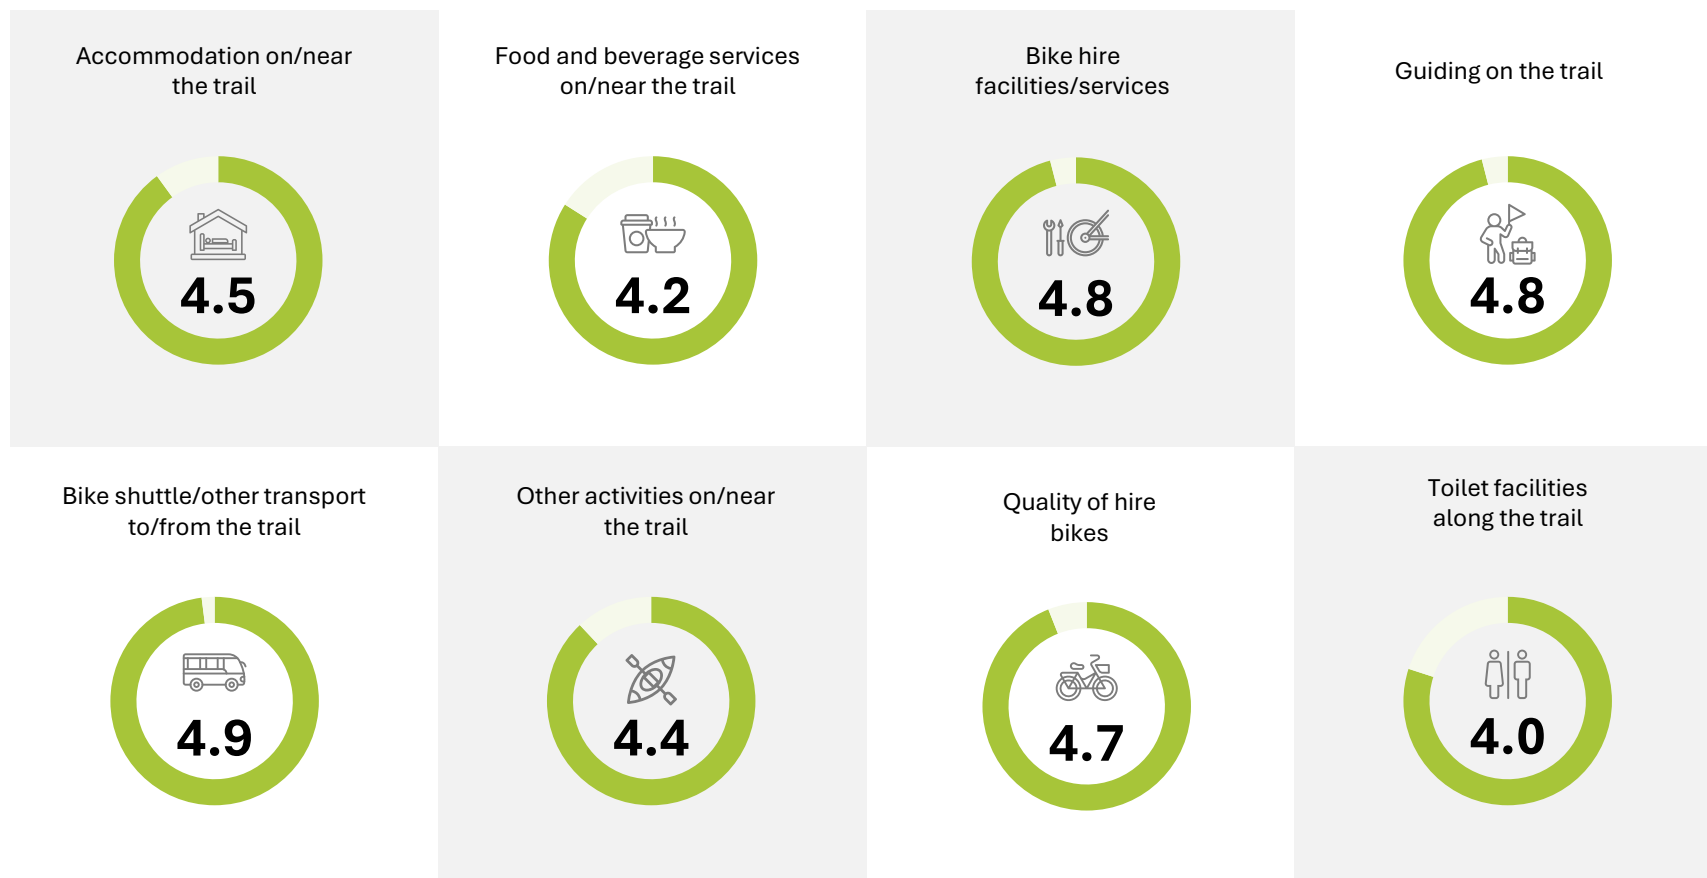 Accommodation on/near
the trail
4.5
Food and beverage services
on/near the trail
4.2
Bike hire
facilities/services
4.8
Guiding on the trail
4.8
Bike shuttle/other transport
to/from the trail
4.9
Other activities on/near
the trail
4.4
Quality of hire
bikes
4.7
Toilet facilities
along the trail
4.0